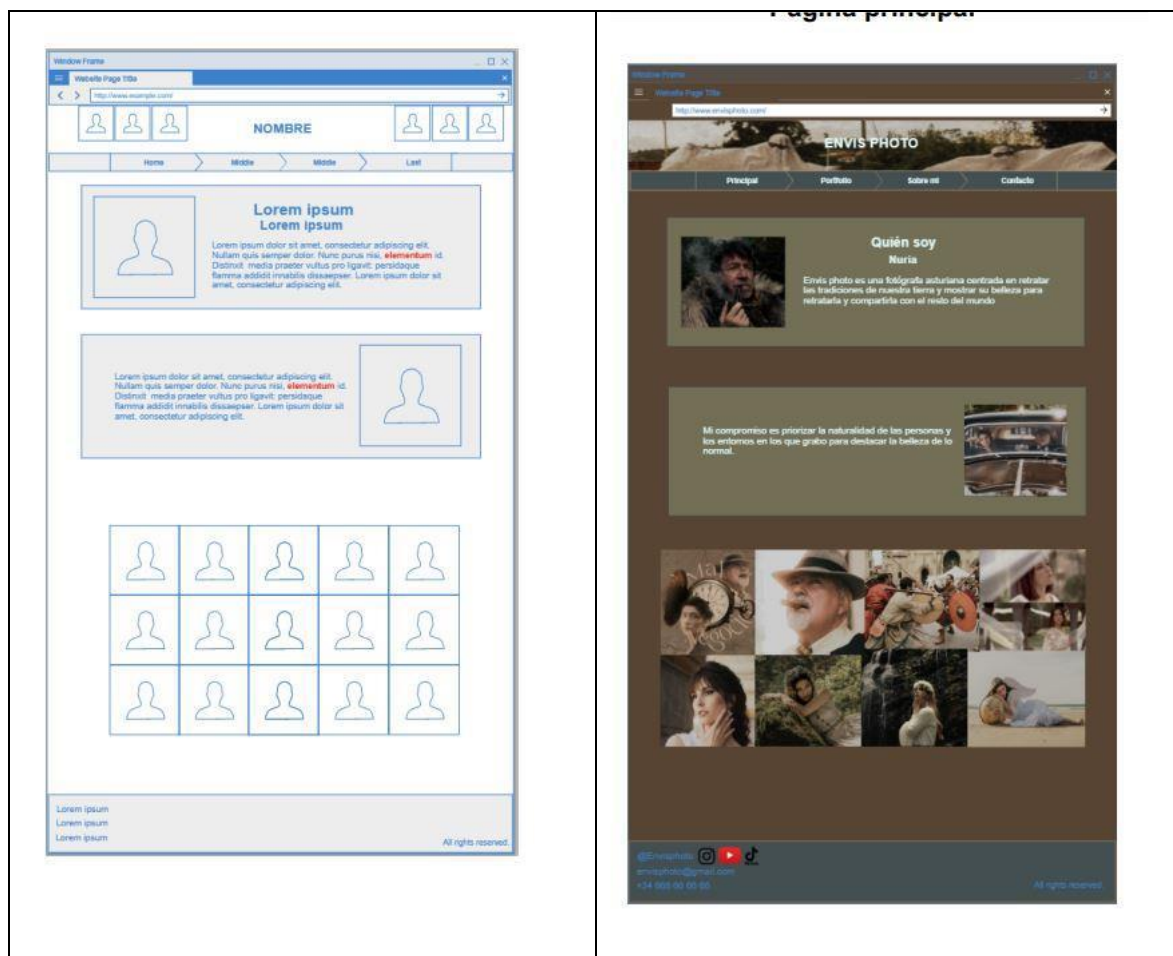 Página principal
Window Frame
Website Page Title
http://www.example.com/
NOMBRE
Home
Middle
Middle
Last
Lorem ipsum
Lorem ipsum
Lorem ipsum dolor sit amet, consectetur adipiscing elit.
Nullam quis semper dolor. Nunc purus nisi, elementum id.
Distinxit media praeter vultus pro ligavit: persidaque
flamma addidit innabilis dissaepser. Lorem ipsum dolor sit
amet, consectetur adipiscing elit.
Lorem ipsum dolor sit amet, consectetur adipiscing elit.
Nullam quis semper dolor. Nunc purus nisi, elementum id.
Distinxit media praeter vultus pro ligavit: persidaque
flamma addidit innabilis dissaepser. Lorem ipsum dolor sit
amet, consectetur adipiscing elit.
Lorem ipsum
Lorem ipsum
Lorem ipsum
All rights reserved.
Window Frame
Website Page Title
http://www.envisphoto.com/
ENVIS PHOTO
Principal
Portfolio
Sobre mi
Contacto
Quién soy
Nuria
Envis photo es una fotógrafa asturiana centrada en retratar
las tradiciones de nuestra tierra y mostrar su belleza para
retratarla y compartirla con el resto del mundo
Mi compromiso es priorizar la naturalidad de las personas y
los entornos en los que grabo para destacar la belleza de lo
normal.
@Envisphoto
envisphoto@gmail.com
All rights reserved.